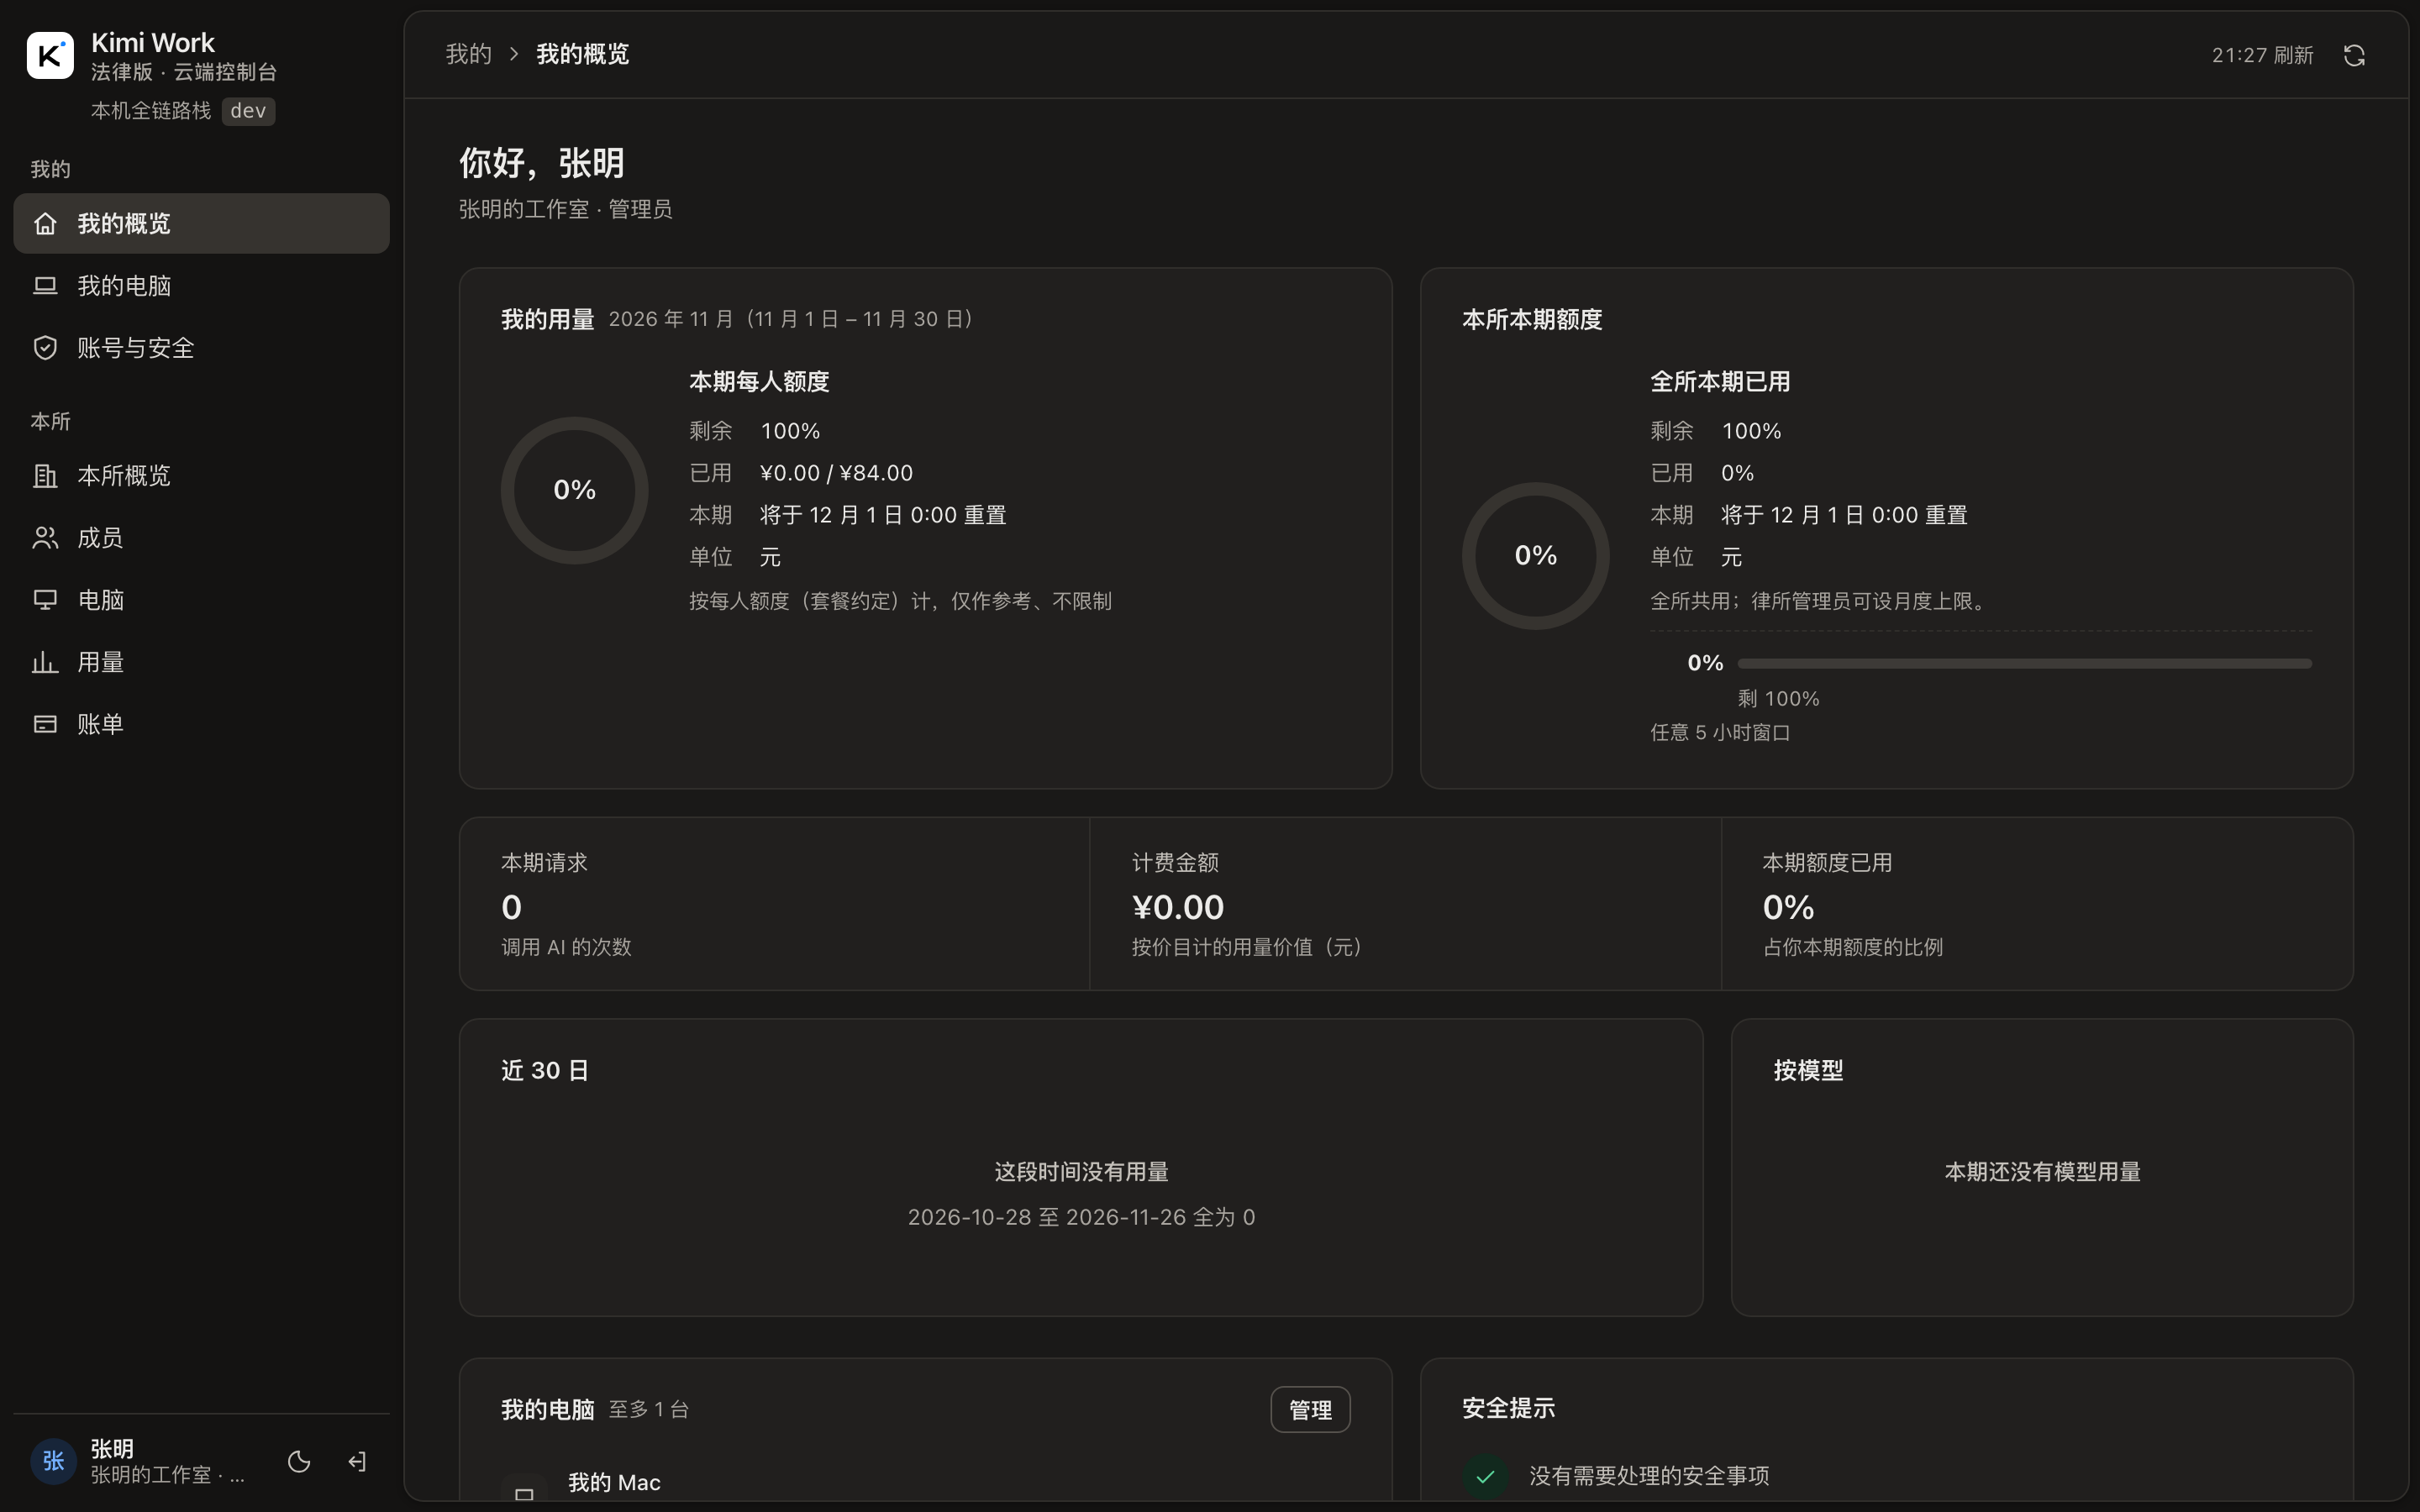 Kimi Work
法律版 · 云端控制台
本机全链路栈 dev
我的
我的概览
我的电脑
账号与安全
本所
本所概览
成员
电脑
用量
账单
张
张明
张明的工作室 · ...
我的 > 我的概览
21:27 刷新
你好，张明
张明的工作室 · 管理员
我的用量 2026 年 11 月（11 月 1 日 – 11 月 30 日）
0%
本期每人额度
剩余 100%
已用 ¥0.00 / ¥84.00
本期 将于 12 月 1 日 0:00 重置
单位 元
按每人额度（套餐约定）计，仅作参考、不限制
本所本期额度
0%
全所本期已用
剩余 100%
已用 0%
本期 将于 12 月 1 日 0:00 重置
单位 元
全所共用；律所管理员可设月度上限。
0%
剩 100%
任意 5 小时窗口
本期请求
0
调用 AI 的次数
计费金额
¥0.00
按价目计的用量价值（元）
本期额度已用
0%
占你本期额度的比例
近 30 日
这段时间没有用量
2026-10-28 至 2026-11-26 全为 0
按模型
本期还没有模型用量
我的电脑 至多 1 台
管理
我的 Mac
安全提示
没有需要处理的安全事项